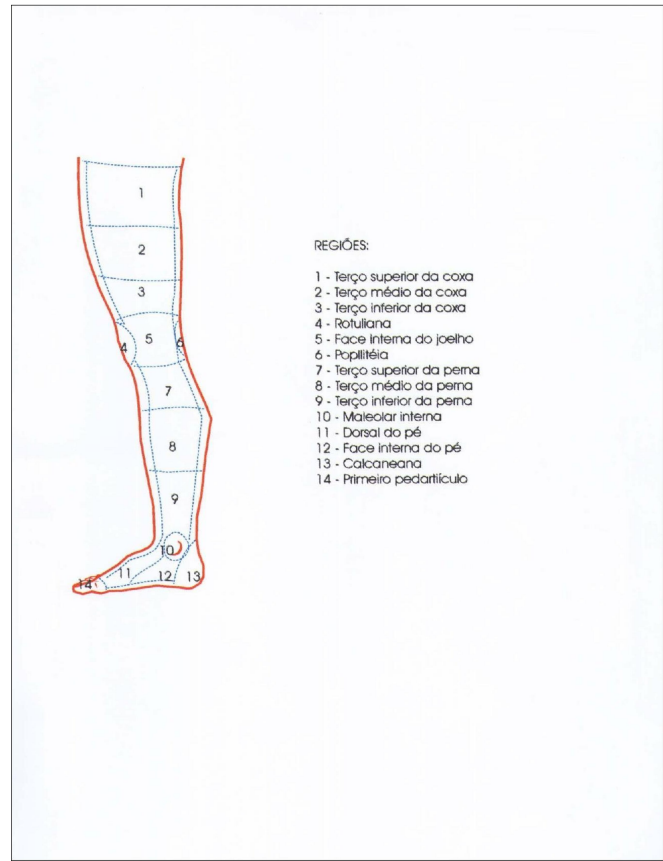 1
2
3
4
5
6
7
8
9
10
11
12
13
14
REGIÕES:
1 - Terço superior da coxa
2 - Terço médio da coxa
3 - Terço inferior da coxa
4 - Rotuliana
5 - Face interna do joelho
6 - Popllitéia
7 - Terço superior da perna
8 - Terço médio da perna
9 - Terço inferior da perna
10 - Maleolar interna
11 - Dorsal do pé
12 - Face interna do pé
13 - Calcaneana
14 - Primeiro pedartiículo